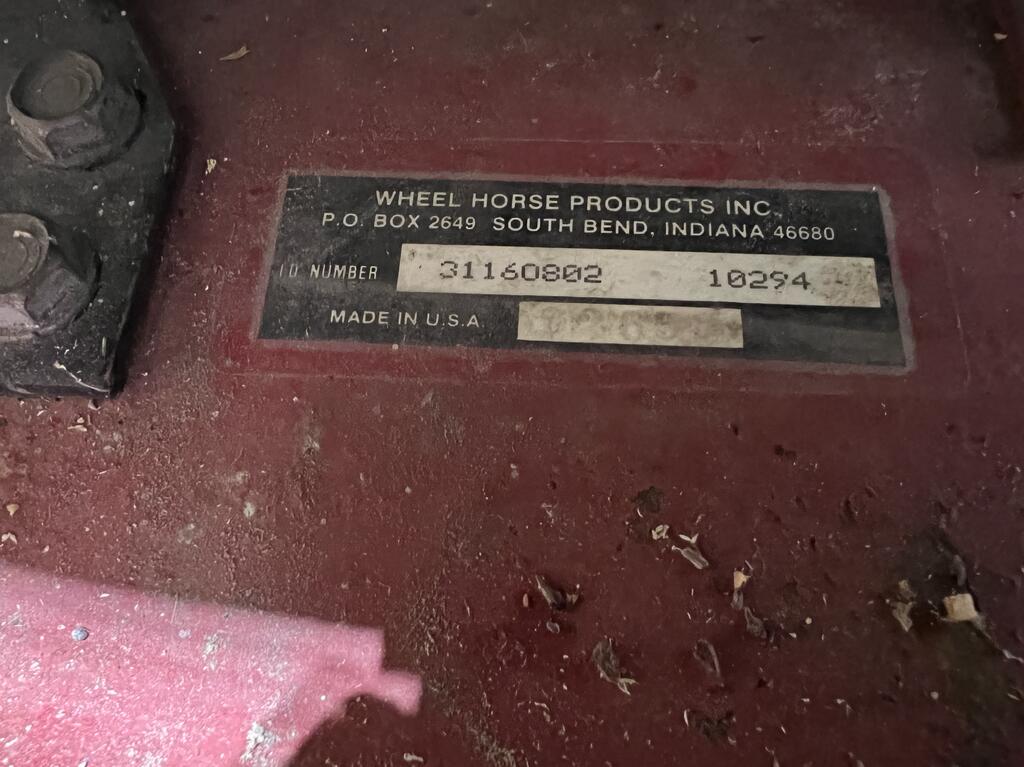 WHEEL HORSE PRODUCTS INC.
P.O. BOX 2649 SOUTH BEND, INDIANA 46680
ID NUMBER 31160802 10294
MADE IN U.S.A.